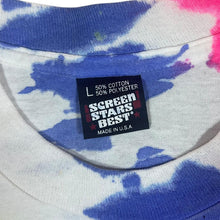 L 50% COTTON
50% POLYESTER
SCREEN
STARS
BEST
MADE IN U.S.A